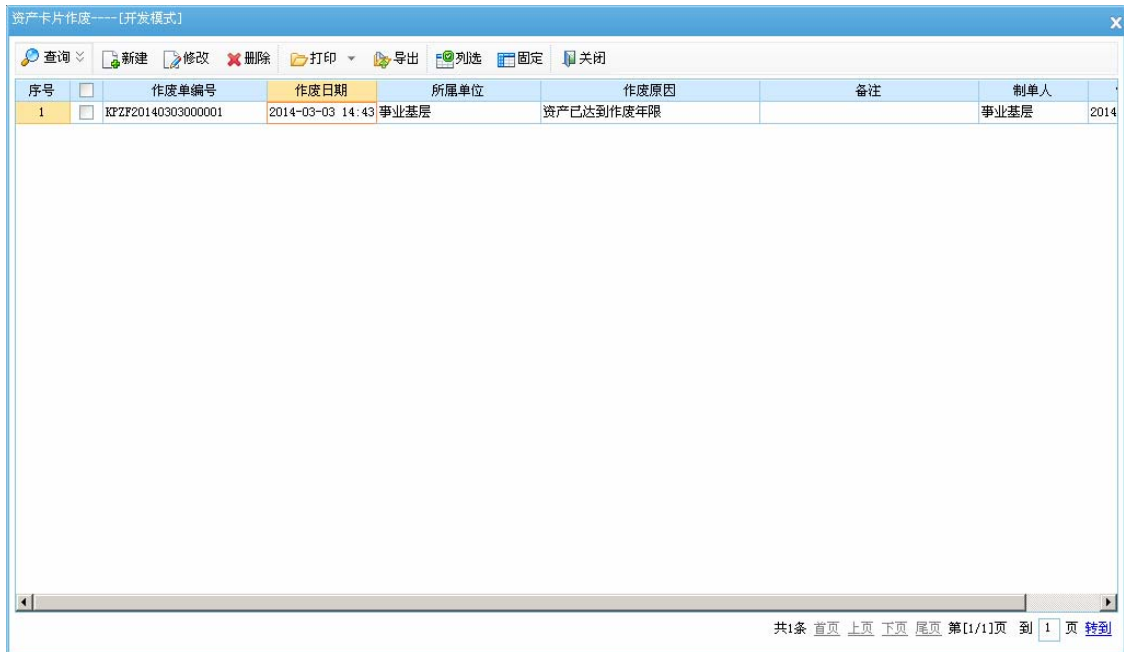 资产卡片作废----[开发模式]
查询 新建 修改 删除 打印 导出 列选 固定 关闭
序号 作废单编号 作废日期 所属单位 作废原因 备注 制单人
1 KPZF20140303000001 2014-03-03 14:43 事业基层 资产已达到作废年限 事业基层 2014
共1条 首页 上页 下页 尾页 第[1/1]页 到 1 页 转到